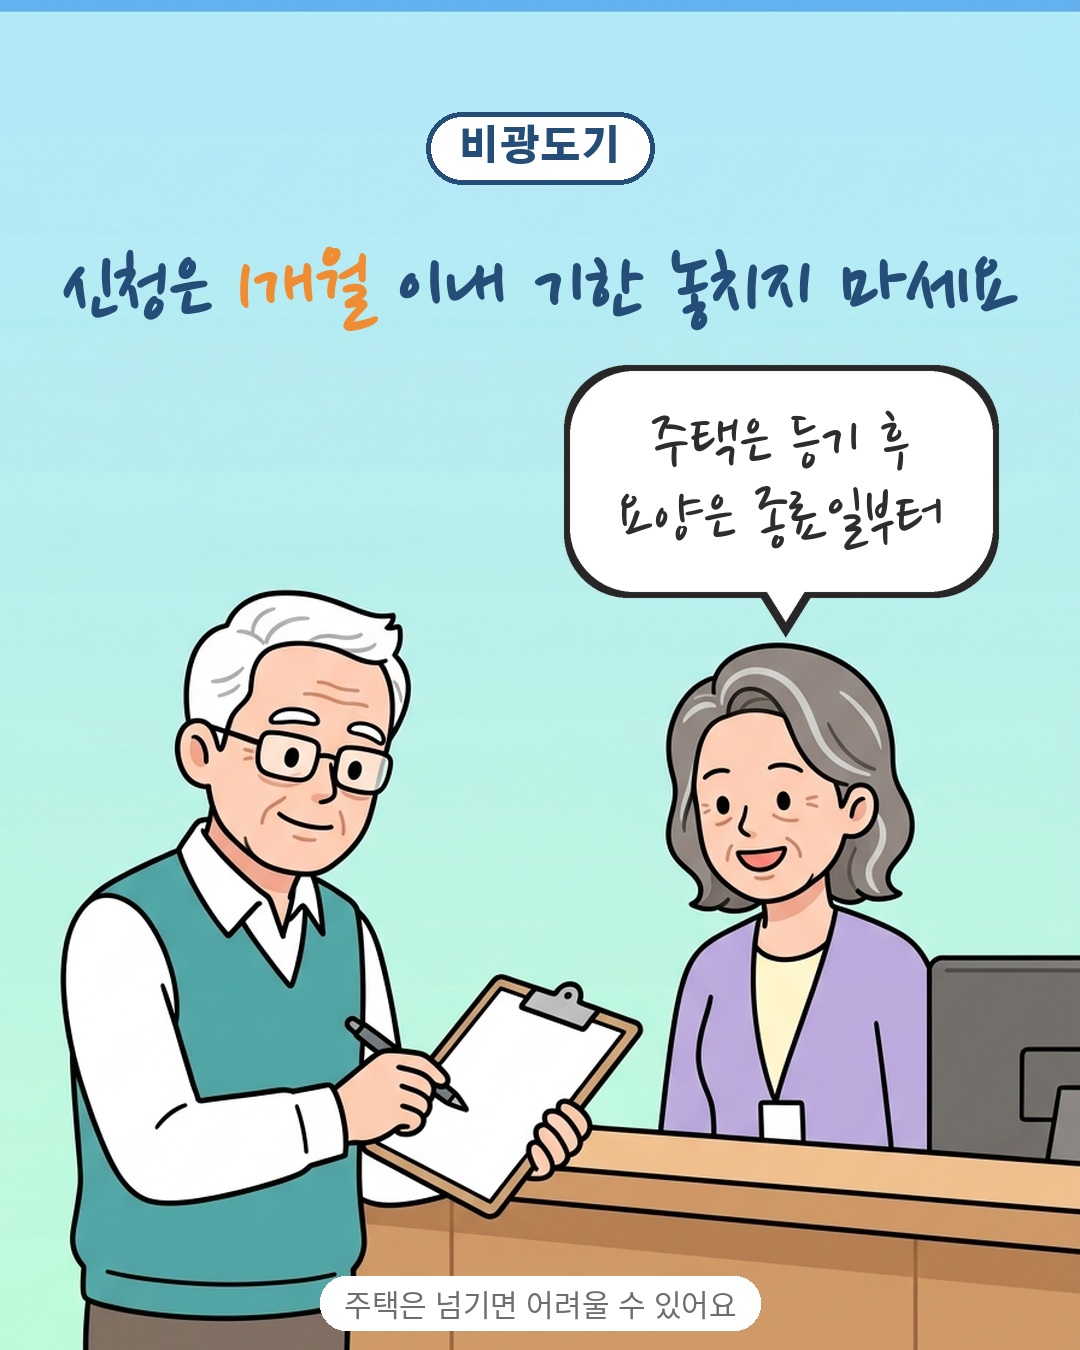 비광도기
신청은 1개월 이내 기한 놓치지 마세요
주택은 등기 후
요양은 종료일부터
주택은 넘기면 어려울 수 있어요